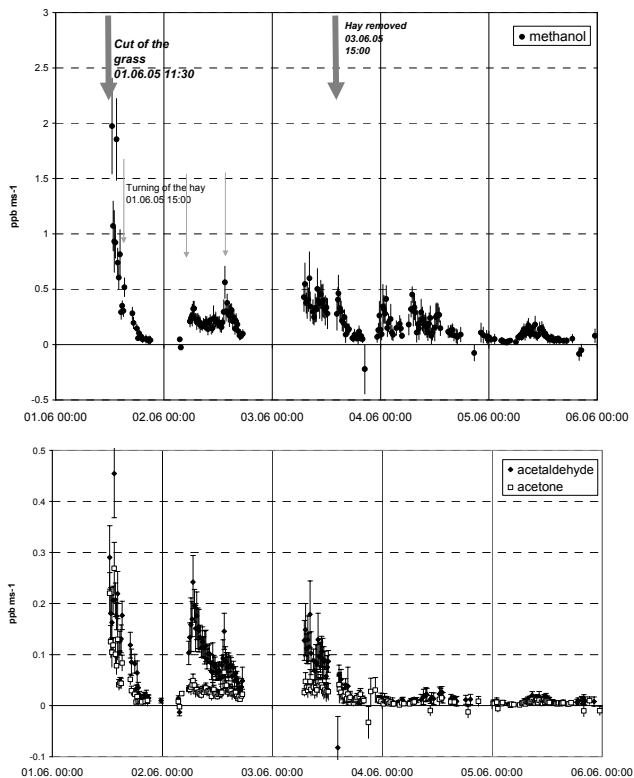 3
2.5
2
1.5
1
0.5
0
-0.5
ppb ms-1
Cut of the
grass
01.06.05 11:30
Hay removed
03.06.05
15:00
methanol
Turning of the hay
01.06.05 15:00
01.06 00:00 02.06 00:00 03.06 00:00 04.06 00:00 05.06 00:00 06.06 00:00
0.5
0.4
0.3
0.2
0.1
0
-0.1
ppb ms-1
acetaldehyde
acetone
01.06 00:00 02.06 00:00 03.06 00:00 04.06 00:00 05.06 00:00 06.06 00:00